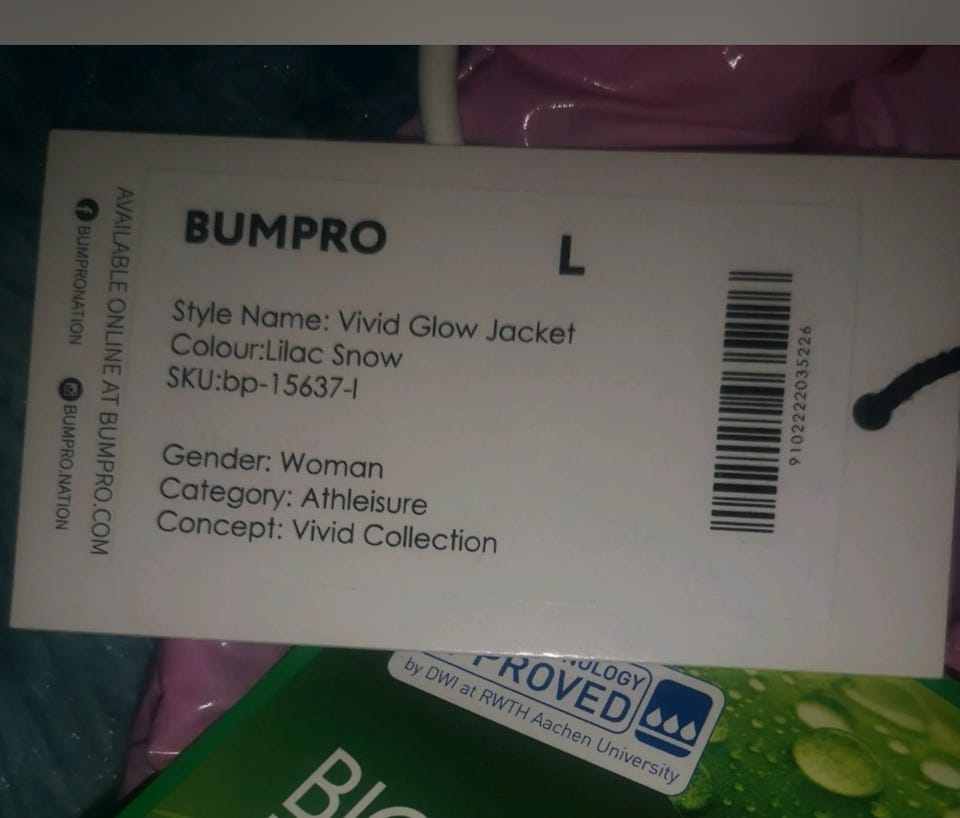 BUMPRO
L
Style Name: Vivid Glow Jacket
Colour:Lilac Snow
SKU:bp-15637-l
Gender: Woman
Category: Athleisure
Concept: Vivid Collection
9102222035226
AVAILABLE ONLINE AT BUMPRO.COM
BUMPRONATION
BUMPRO.NATION
by DWI at RWTH Aachen University